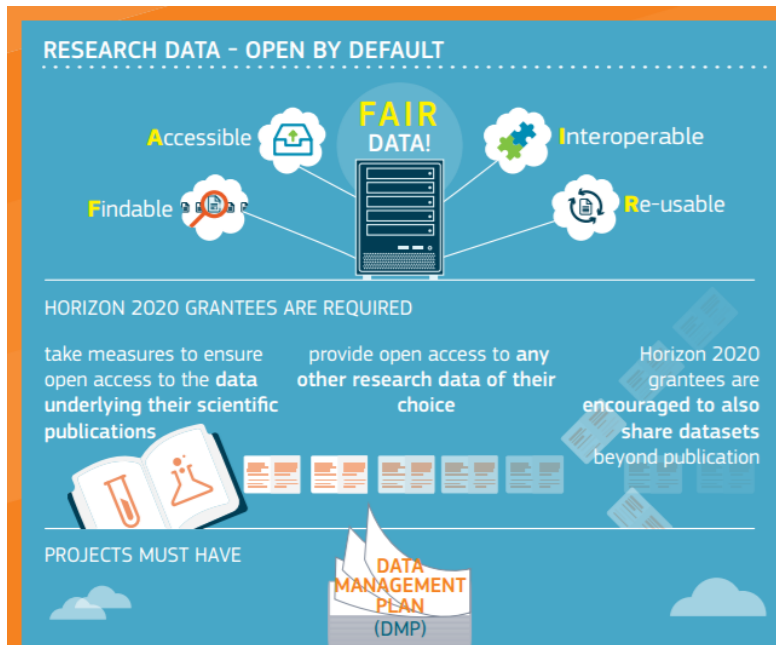 RESEARCH DATA - OPEN BY DEFAULT
FAIR
DATA!
Accessible
Interoperable
Findable
Re-usable
HORIZON 2020 GRANTEES ARE REQUIRED
take measures to ensure
open access to the data
underlying their scientific
publications
provide open access to any
other research data of their
choice
Horizon 2020
grantees are
encouraged to also
share datasets
beyond publication
PROJECTS MUST HAVE
DATA
MANAGEMENT
PLAN
(DMP)